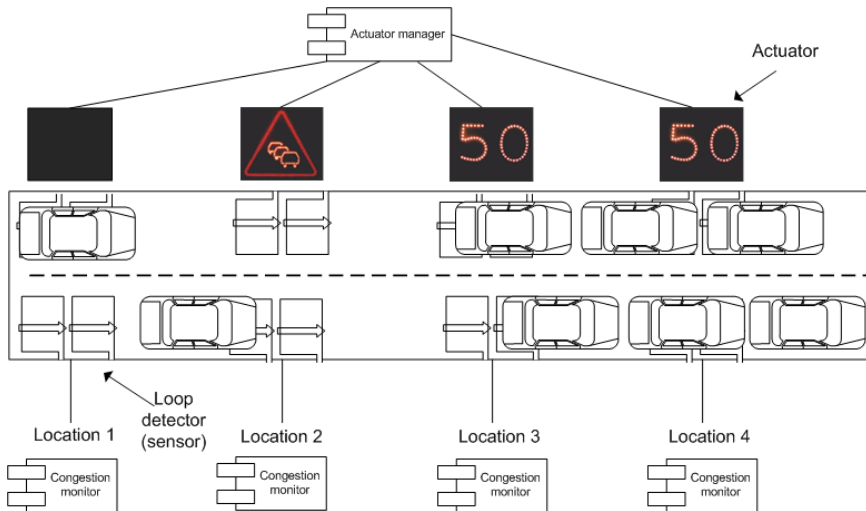 Actuator manager
Actuator
50
50
Loop
detector
(sensor)
Location 1
Location 2
Location 3
Location 4
Congestion
monitor
Congestion
monitor
Congestion
monitor
Congestion
monitor